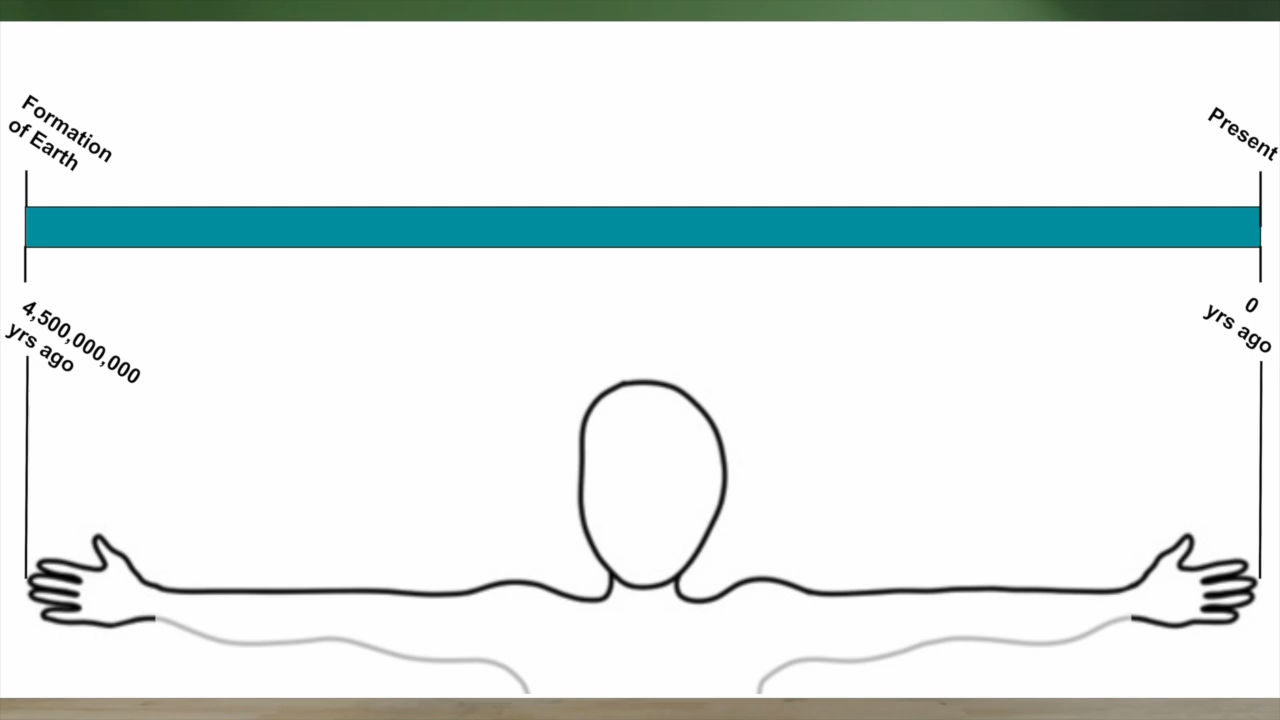 Formation
of Earth
Present
4,500,000,000
yrs ago
0
yrs ago